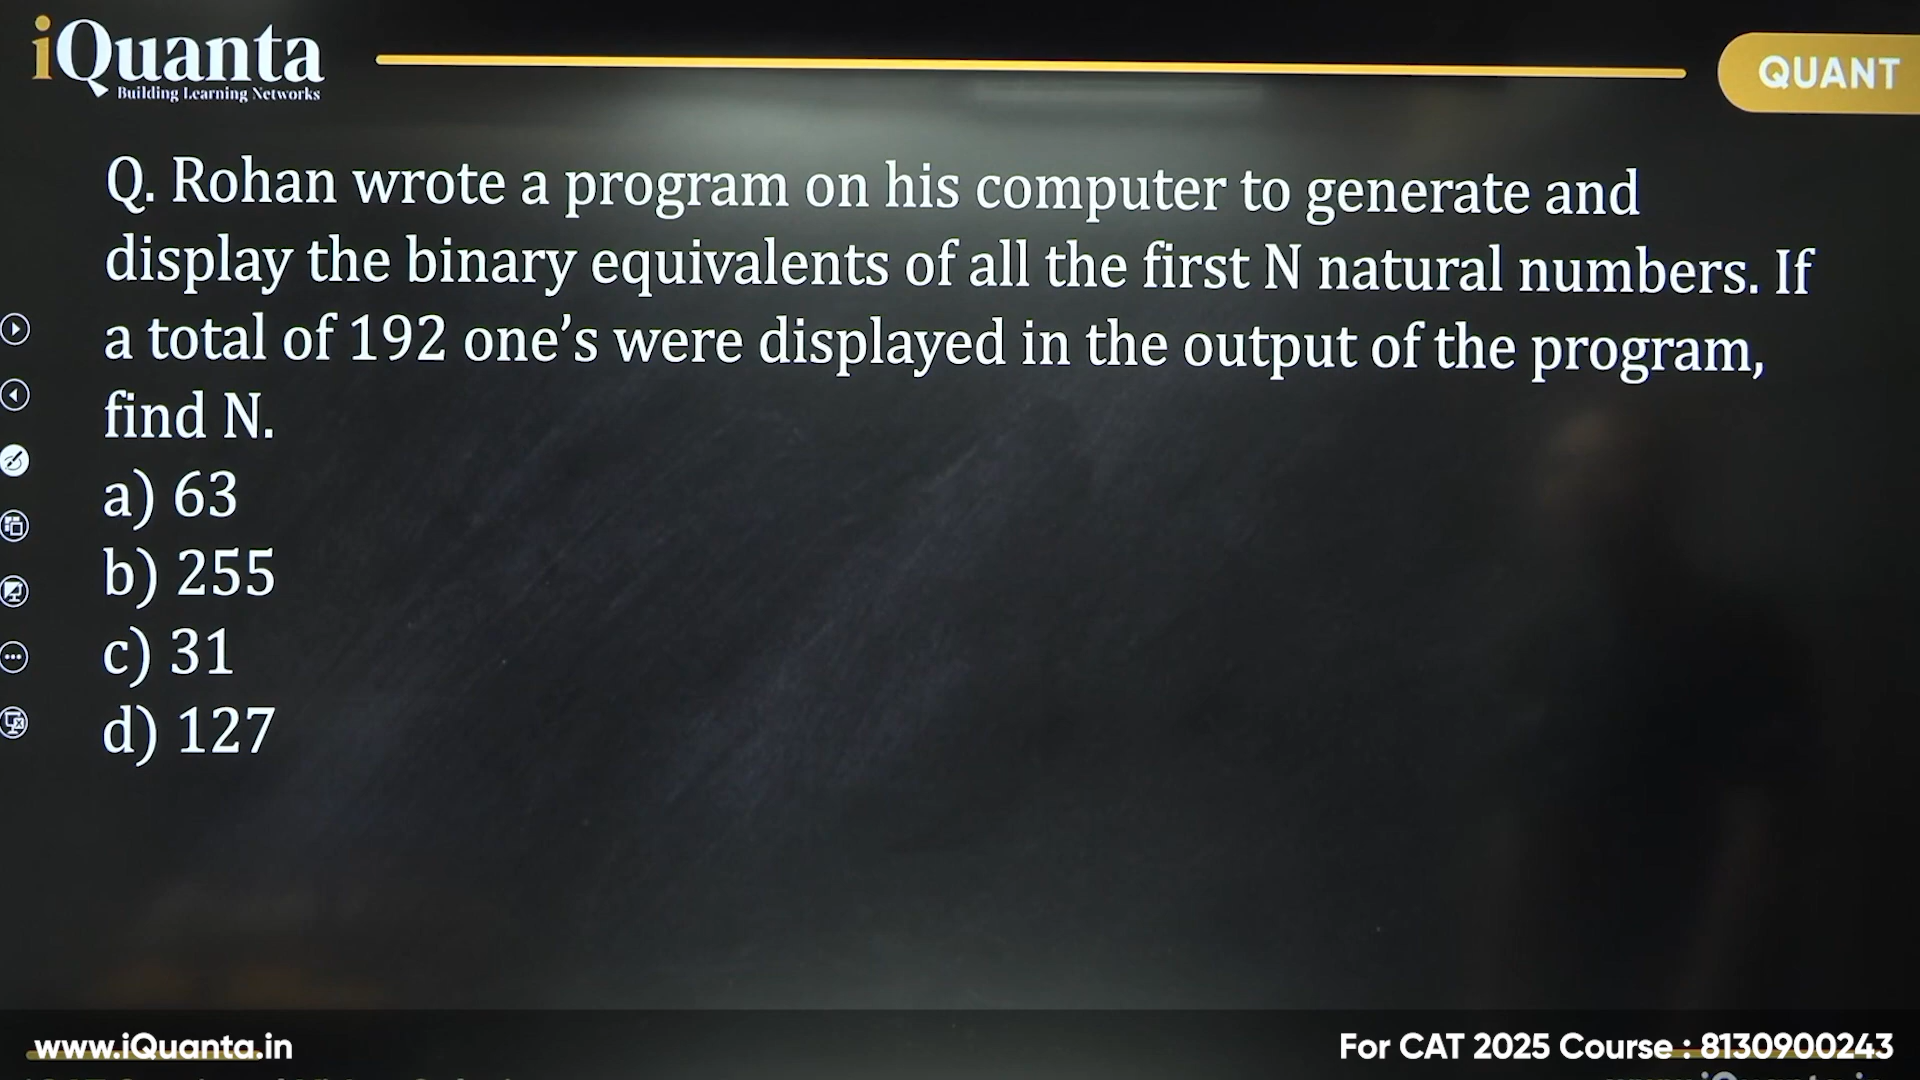 iQuanta
Building Learning Networks
QUANT
Q. Rohan wrote a program on his computer to generate and
display the binary equivalents of all the first N natural numbers. If
a total of 192 one’s were displayed in the output of the program,
find N.
a) 63
b) 255
c) 31
d) 127
www.iQuanta.in
For CAT 2025 Course : 8130900243